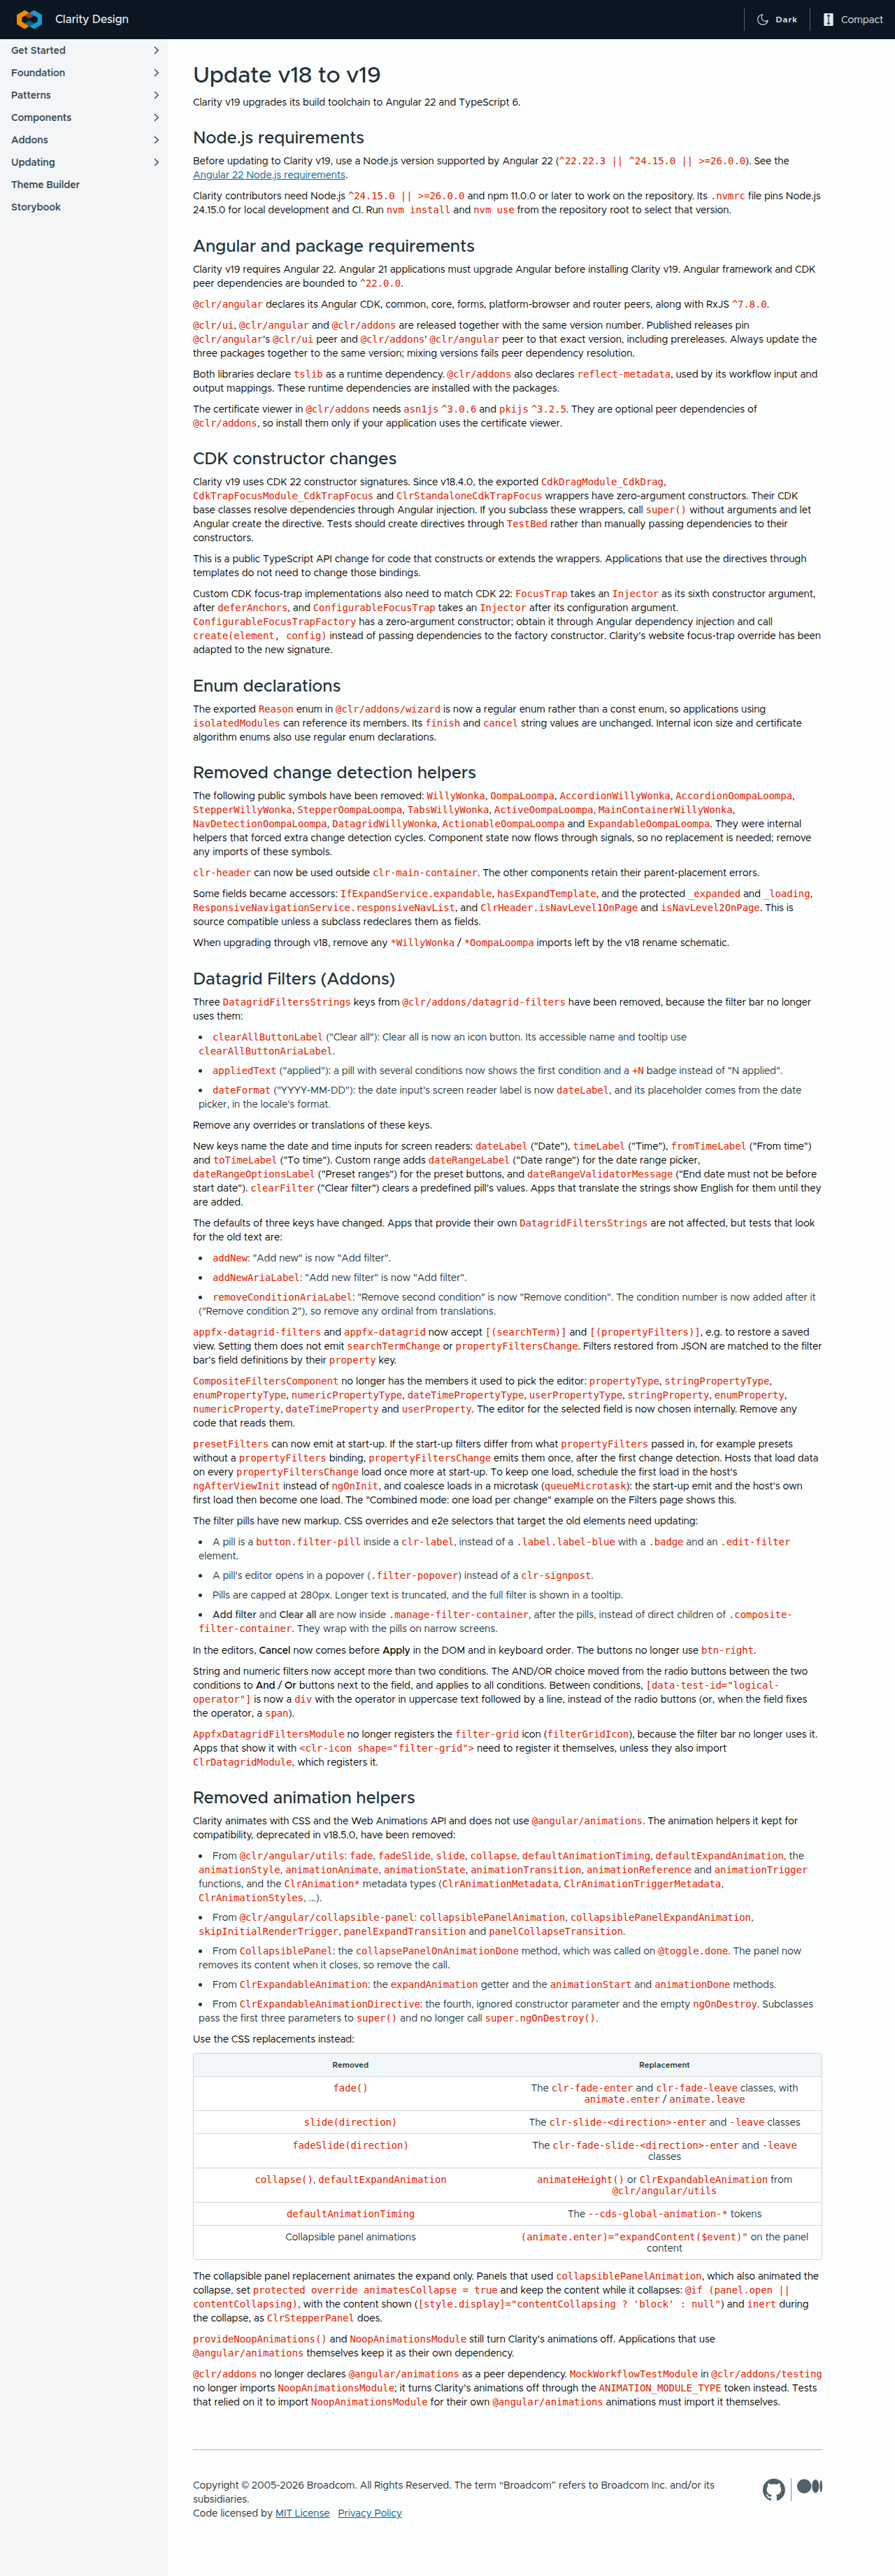 Clarity Design
Dark
Compact
Get Started
Foundation
Patterns
Components
Addons
Updating
Theme Builder
Storybook
Update v18 to v19
Clarity v19 upgrades its build toolchain to Angular 22 and TypeScript 6.
Node.js requirements
Before updating to Clarity v19, use a Node.js version supported by Angular 22 (^22.22.3 || ^24.15.0 || >=26.0.0). See the
Angular 22 Node.js requirements.
Clarity contributors need Node.js ^24.15.0 || >=26.0.0 and npm 11.0.0 or later to work on the repository. Its .nvmrc file pins Node.js
24.15.0 for local development and CI. Run nvm install and nvm use from the repository root to select that version.
Angular and package requirements
Clarity v19 requires Angular 22. Angular 21 applications must upgrade Angular before installing Clarity v19. Angular framework and CDK
peer dependencies are bounded to ^22.0.0.
@clr/angular declares its Angular CDK, common, core, forms, platform-browser and router peers, along with RxJS ^7.8.0.
@clr/ui, @clr/angular and @clr/addons are released together with the same version number. Published releases pin
@clr/angular's @clr/ui peer and @clr/addons' @clr/angular peer to that exact version, including prereleases. Always update the
three packages together to the same version; mixing versions fails peer dependency resolution.
Both libraries declare tslib as a runtime dependency. @clr/addons also declares reflect-metadata, used by its workflow input and
output mappings. These runtime dependencies are installed with the packages.
The certificate viewer in @clr/addons needs asn1js ^3.0.6 and pkijs ^3.2.5. They are optional peer dependencies of
@clr/addons, so install them only if your application uses the certificate viewer.
CDK constructor changes
Clarity v19 uses CDK 22 constructor signatures. Since v18.4.0, the exported CdkDragModule_CdkDrag,
CdkTrapFocusModule_CdkTrapFocus and ClrStandaloneCdkTrapFocus wrappers have zero-argument constructors. Their CDK
base classes resolve dependencies through Angular injection. If you subclass these wrappers, call super() without arguments and let
Angular create the directive. Tests should create directives through TestBed rather than manually passing dependencies to their
constructors.
This is a public TypeScript API change for code that constructs or extends the wrappers. Applications that use the directives through
templates do not need to change those bindings.
Custom CDK focus-trap implementations also need to match CDK 22: FocusTrap takes an Injector as its sixth constructor argument,
after deferAnchors, and ConfigurableFocusTrap takes an Injector after its configuration argument.
ConfigurableFocusTrapFactory has a zero-argument constructor; obtain it through Angular dependency injection and call
create(element, config) instead of passing dependencies to the factory constructor. Clarity's website focus-trap override has been
adapted to the new signature.
Enum declarations
The exported Reason enum in @clr/addons/wizard is now a regular enum rather than a const enum, so applications using
isolatedModules can reference its members. Its finish and cancel string values are unchanged. Internal icon size and certificate
algorithm enums also use regular enum declarations.
Removed change detection helpers
The following public symbols have been removed: WillyWonka, OompaLoompa, AccordionWillyWonka, AccordionOompaLoompa,
StepperWillyWonka, StepperOompaLoompa, TabsWillyWonka, ActiveOompaLoompa, MainContainerWillyWonka,
NavDetectionOompaLoompa, DatagridWillyWonka, ActionableOompaLoompa and ExpandableOompaLoompa. They were internal
helpers that forced extra change detection cycles. Component state now flows through signals, so no replacement is needed; remove
any imports of these symbols.
clr-header can now be used outside clr-main-container. The other components retain their parent-placement errors.
Some fields became accessors: IfExpandService.expandable, hasExpandTemplate, and the protected _expanded and _loading,
ResponsiveNavigationService.responsiveNavList, and ClrHeader.isNavLevel1OnPage and isNavLevel2OnPage. This is
source compatible unless a subclass redeclares them as fields.
When upgrading through v18, remove any *WillyWonka / *OompaLoompa imports left by the v18 rename schematic.
Datagrid Filters (Addons)
Three DatagridFiltersStrings keys from @clr/addons/datagrid-filters have been removed, because the filter bar no longer
uses them:
• clearAllButtonLabel ("Clear all"): Clear all is now an icon button. Its accessible name and tooltip use
clearAllButtonAriaLabel.
• appliedText ("applied"): a pill with several conditions now shows the first condition and a +N badge instead of "N applied".
• dateFormat ("YYYY-MM-DD"): the date input's screen reader label is now dateLabel, and its placeholder comes from the date
picker, in the locale's format.
Remove any overrides or translations of these keys.
New keys name the date and time inputs for screen readers: dateLabel ("Date"), timeLabel ("Time"), fromTimeLabel ("From time")
and toTimeLabel ("To time"). Custom range adds dateRangeLabel ("Date range") for the date range picker,
dateRangeOptionsLabel ("Preset ranges") for the preset buttons, and dateRangeValidatorMessage ("End date must not be before
start date"). clearFilter ("Clear filter") clears a predefined pill's values. Apps that translate the strings show English for them until they
are added.
The defaults of three keys have changed. Apps that provide their own DatagridFiltersStrings are not affected, but tests that look
for the old text are:
• addNew: "Add new" is now "Add filter".
• addNewAriaLabel: "Add new filter" is now "Add filter".
• removeConditionAriaLabel: "Remove second condition" is now "Remove condition". The condition number is now added after it
("Remove condition 2"), so remove any ordinal from translations.
appfx-datagrid-filters and appfx-datagrid now accept [(searchTerm)] and [(propertyFilters)], e.g. to restore a saved
view. Setting them does not emit searchTermChange or propertyFiltersChange. Filters restored from JSON are matched to the filter
bar's field definitions by their property key.
CompositeFiltersComponent no longer has the members it used to pick the editor: propertyType, stringPropertyType,
enumPropertyType, numericPropertyType, dateTimePropertyType, userPropertyType, stringProperty, enumProperty,
numericProperty, dateTimeProperty and userProperty. The editor for the selected field is now chosen internally. Remove any
code that reads them.
presetFilters can now emit at start-up. If the start-up filters differ from what propertyFilters passed in, for example presets
without a propertyFilters binding, propertyFiltersChange emits them once, after the first change detection. Hosts that load data
on every propertyFiltersChange load once more at start-up. To keep one load, schedule the first load in the host's
ngAfterViewInit instead of ngOnInit, and coalesce loads in a microtask (queueMicrotask): the start-up emit and the host's own
first load then become one load. The "Combined mode: one load per change" example on the Filters page shows this.
The filter pills have new markup. CSS overrides and e2e selectors that target the old elements need updating:
• A pill is a button.filter-pill inside a clr-label, instead of a .label.label-blue with a .badge and an .edit-filter
element.
• A pill's editor opens in a popover (.filter-popover) instead of a clr-signpost.
• Pills are capped at 280px. Longer text is truncated, and the full filter is shown in a tooltip.
• Add filter and Clear all are now inside .manage-filter-container, after the pills, instead of direct children of .composite-
filter-container. They wrap with the pills on narrow screens.
In the editors, Cancel now comes before Apply in the DOM and in keyboard order. The buttons no longer use btn-right.
String and numeric filters now accept more than two conditions. The AND/OR choice moved from the radio buttons between the two
conditions to And / Or buttons next to the field, and applies to all conditions. Between conditions, [data-test-id="logical-
operator"] is now a div with the operator in uppercase text followed by a line, instead of the radio buttons (or, when the field fixes
the operator, a span).
AppfxDatagridFiltersModule no longer registers the filter-grid icon (filterGridIcon), because the filter bar no longer uses it.
Apps that show it with <clr-icon shape="filter-grid"> need to register it themselves, unless they also import
ClrDatagridModule, which registers it.
Removed animation helpers
Clarity animates with CSS and the Web Animations API and does not use @angular/animations. The animation helpers it kept for
compatibility, deprecated in v18.5.0, have been removed:
• From @clr/angular/utils: fade, fadeSlide, slide, collapse, defaultAnimationTiming, defaultExpandAnimation, the
animationStyle, animationAnimate, animationState, animationTransition, animationReference and animationTrigger
functions, and the ClrAnimation* metadata types (ClrAnimationMetadata, ClrAnimationTriggerMetadata,
ClrAnimationStyles, ...).
• From @clr/angular/collapsible-panel: collapsiblePanelAnimation, collapsiblePanelExpandAnimation,
skipInitialRenderTrigger, panelExpandTransition and panelCollapseTransition.
• From CollapsiblePanel: the collapsePanelOnAnimationDone method, which was called on @toggle.done. The panel now
removes its content when it closes, so remove the call.
• From ClrExpandableAnimation: the expandAnimation getter and the animationStart and animationDone methods.
• From ClrExpandableAnimationDirective: the fourth, ignored constructor parameter and the empty ngOnDestroy. Subclasses
pass the first three parameters to super() and no longer call super.ngOnDestroy().
Use the CSS replacements instead:
Removed
Replacement
fade()
The clr-fade-enter and clr-fade-leave classes, with
animate.enter / animate.leave
slide(direction)
The clr-slide-<direction>-enter and -leave classes
fadeSlide(direction)
The clr-fade-slide-<direction>-enter and -leave
classes
collapse(), defaultExpandAnimation
animateHeight() or ClrExpandableAnimation from
@clr/angular/utils
defaultAnimationTiming
The --cds-global-animation-* tokens
Collapsible panel animations
(animate.enter)="expandContent($event)" on the panel
content
The collapsible panel replacement animates the expand only. Panels that used collapsiblePanelAnimation, which also animated the
collapse, set protected override animatesCollapse = true and keep the content while it collapses: @if (panel.open ||
contentCollapsing), with the content shown ([style.display]="contentCollapsing ? 'block' : null") and inert during
the collapse, as ClrStepperPanel does.
provideNoopAnimations() and NoopAnimationsModule still turn Clarity's animations off. Applications that use
@angular/animations themselves keep it as their own dependency.
@clr/addons no longer declares @angular/animations as a peer dependency. MockWorkflowTestModule in @clr/addons/testing
no longer imports NoopAnimationsModule; it turns Clarity's animations off through the ANIMATION_MODULE_TYPE token instead. Tests
that relied on it to import NoopAnimationsModule for their own @angular/animations animations must import it themselves.
Copyright © 2005-2026 Broadcom. All Rights Reserved. The term “Broadcom” refers to Broadcom Inc. and/or its
subsidiaries.
Code licensed by MIT License Privacy Policy